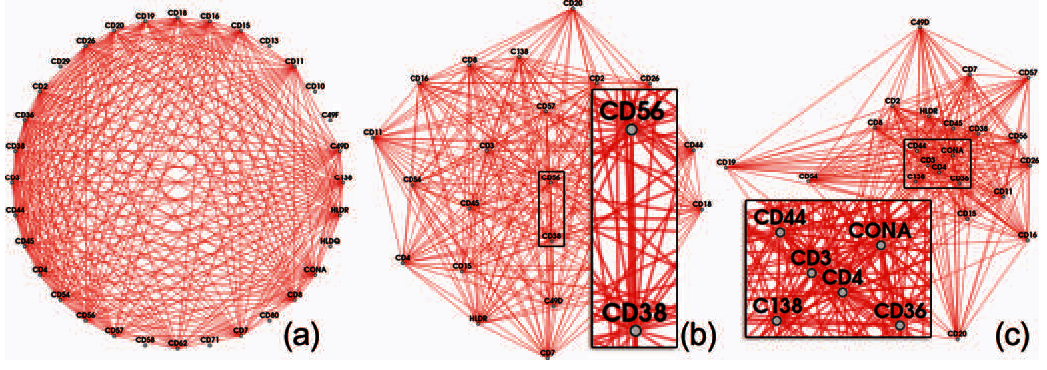 CD18
CD19
CD16
CD20
CD15
CD26
CD13
CD29
CD11
CD2
CD10
CD36
C49F
CD38
C49D
CD3
C138
CD44
HLDR
CD45
HLDQ
CD4
CONA
CD54
CD8
CD56
CD80
CD57
CD7
CD58
CD71
CD62
(a)
CD20
C138
CD8
CD16
CD2
CD26
CD57
CD56
CD11
CD3
CD44
CD54
CD56
CD45
CD18
CD38
CD4
CD15
C49D
HLDR
CD38
CD7
(b)
C49D
CD7
CD57
CD2
HLDR
CD8
CD45
CD38
CD56
CD44
CONA
CD19
CD3
CD4
CD26
CD54
C138
CD36
CD11
CD15
CD16
CD44
CONA
CD3
CD4
C138
CD36
CD20
(c)